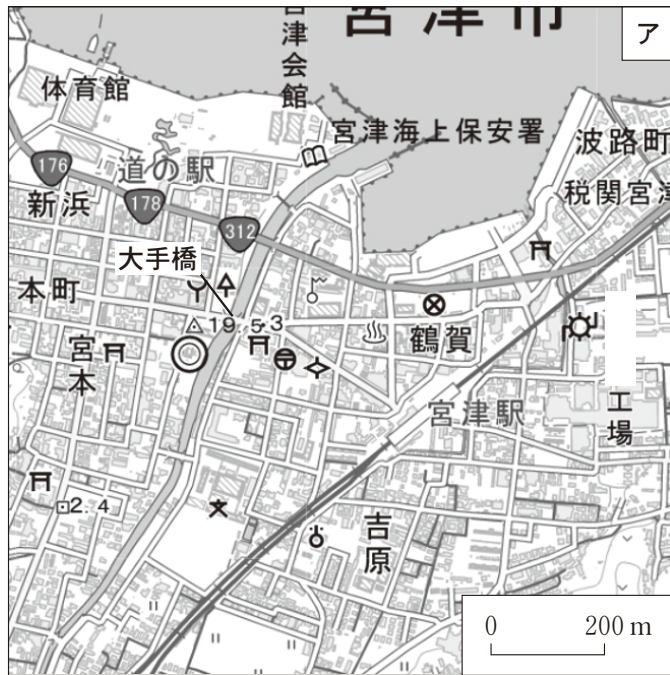 宮津市
ア
宮津会館
体育館
宮津海上保安署
波路町
176
道の駅
税関宮津
新浜
178
312
大手橋
本町
19.5
3
鶴賀
宮本
宮津駅
工場
2.4
吉原
0 200 m